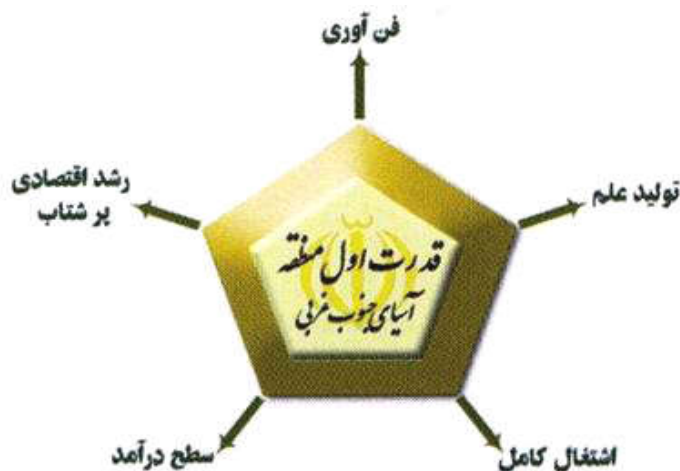 فن آوری
تولید علم
رشد اقتصادی
پر شتاب
قدرت اول منطقه
آسیای جنوب غربی
اشتغال کامل
سطح درآمد